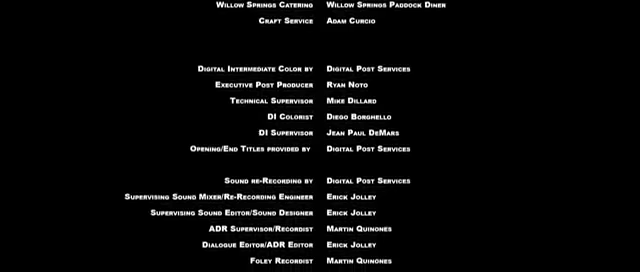 Willow Springs Catering Willow Springs Paddock Diner
Craft Service Adam Curcio
Digital Intermediate Color by Digital Post Services
Executive Post Producer Ryan Noto
Technical Supervisor Mike Dillard
DI Colorist Diego Borghello
DI Supervisor Jean Paul DeMars
Opening/End Titles provided by Digital Post Services
Sound re-Recording by Digital Post Services
Supervising Sound Mixer/Re-Recording Engineer Erick Jolley
Supervising Sound Editor/Sound Designer Erick Jolley
ADR Supervisor/Recordist Martin Quinones
Dialogue Editor/ADR Editor Erick Jolley
Foley Recordist Martin Quinones